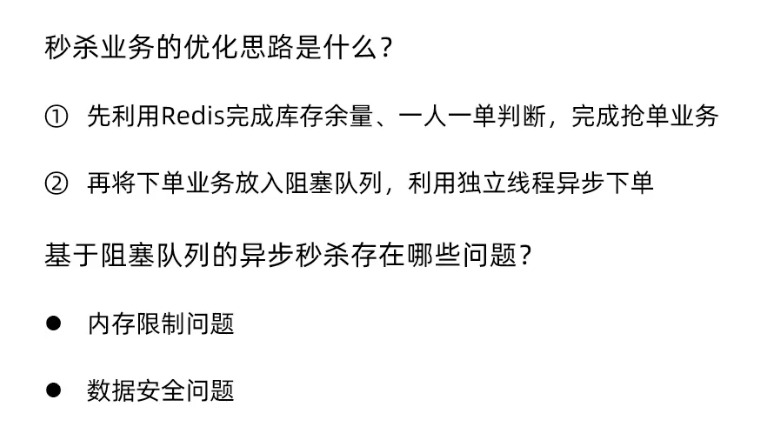 秒杀业务的优化思路是什么？
① 先利用Redis完成库存余量、一人一单判断，完成抢单业务
② 再将下单业务放入阻塞队列，利用独立线程异步下单
基于阻塞队列的异步秒杀存在哪些问题？
● 内存限制问题
● 数据安全问题